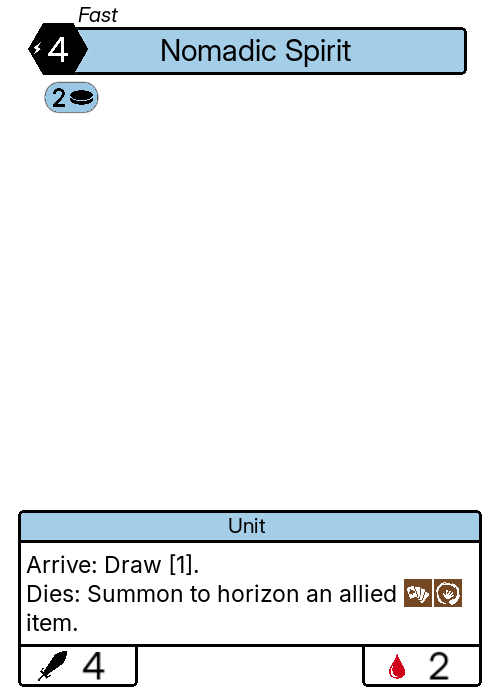 Fast
4
Nomadic Spirit
2
Unit
Arrive: Draw [1].
Dies: Summon to horizon an allied
item.
4
2